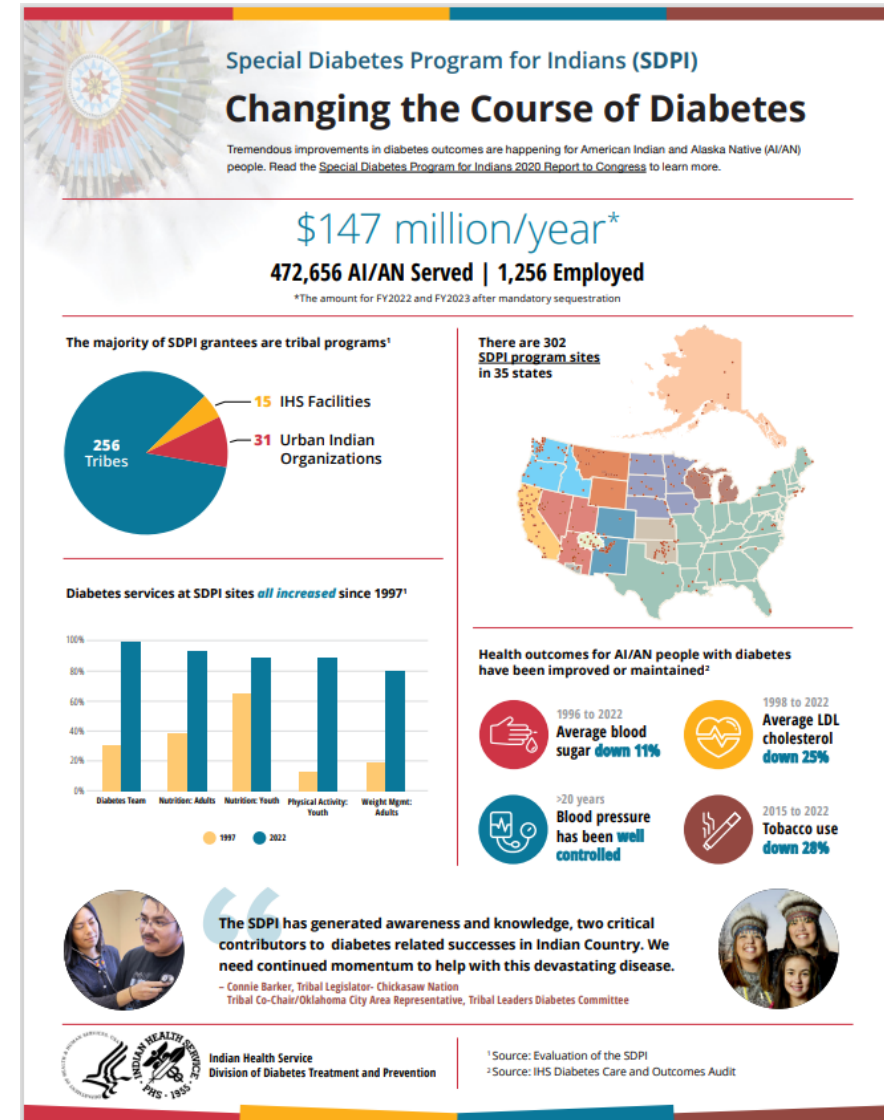 Special Diabetes Program for Indians (SDPI)
Changing the Course of Diabetes
Tremendous improvements in diabetes outcomes are happening for American Indian and Alaska Native (AI/AN)
people. Read the Special Diabetes Program for Indians 2020 Report to Congress to learn more.
$147 million/year*
472,656 AI/AN Served | 1,256 Employed
*The amount for FY2022 and FY2023 after mandatory sequestration
The majority of SDPI grantees are tribal programs¹
15 IHS Facilities
31 Urban Indian
Organizations
256
Tribes
There are 302
SDPI program sites
in 35 states
Diabetes services at SDPI sites all increased since 1997¹
100%
80%
60%
40%
20%
0%
Diabetes Team
Nutrition: Adults
Nutrition: Youth
Physical Activity:
Youth
Weight Mgmt:
Adults
1997
2022
Health outcomes for AI/AN people with diabetes
have been improved or maintained²
1996 to 2022
Average blood
sugar down 11%
1998 to 2022
Average LDL
cholesterol
down 25%
>20 years
Blood pressure
has been well
controlled
2015 to 2022
Tobacco use
down 28%
“
The SDPI has generated awareness and knowledge, two critical
contributors to diabetes related successes in Indian Country. We
need continued momentum to help with this devastating disease.
– Connie Barker, Tribal Legislator- Chickasaw Nation
Tribal Co-Chair/Oklahoma City Area Representative, Tribal Leaders Diabetes Committee
INDIAN HEALTH SERVICE
PHS - 1955
Indian Health Service
Division of Diabetes Treatment and Prevention
¹Source: Evaluation of the SDPI
²Source: IHS Diabetes Care and Outcomes Audit